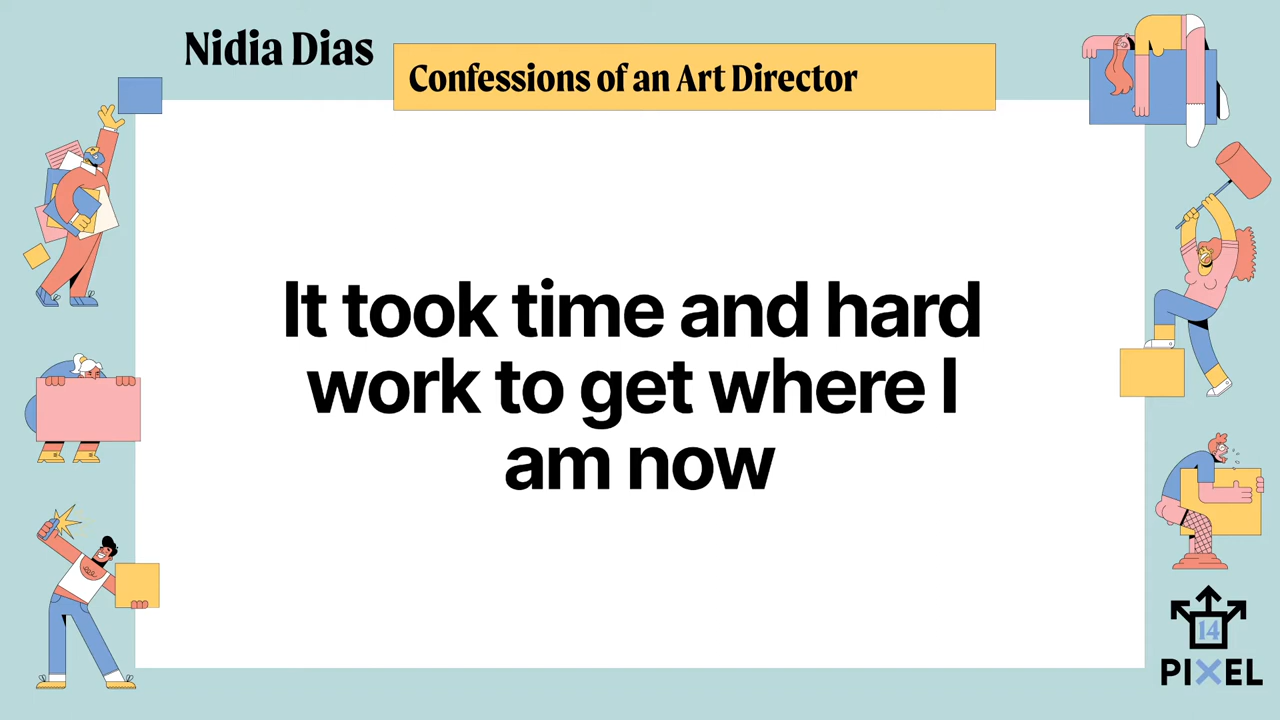 Nidia Dias
Confessions of an Art Director
It took time and hard
work to get where I
am now
14
PIXEL